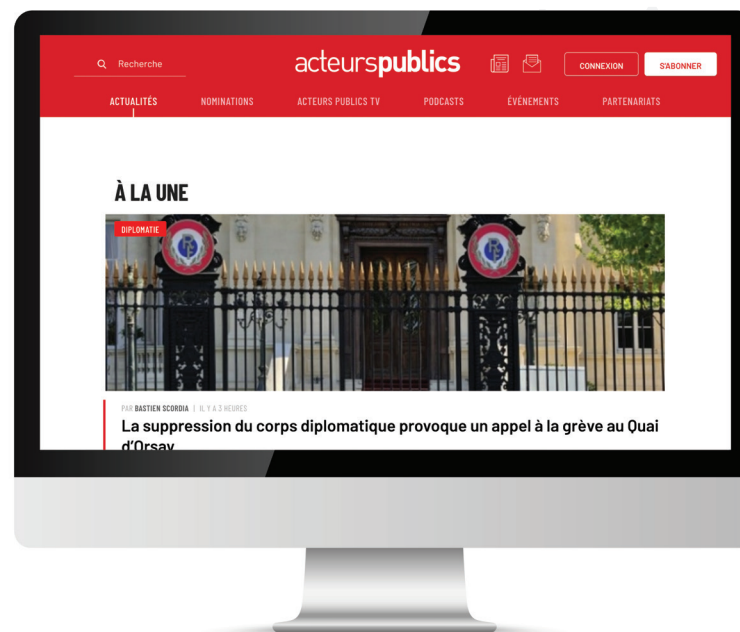 Recherche
acteurspublics
CONNEXION
S'ABONNER
ACTUALITÉS
NOMINATIONS
ACTEURS PUBLICS TV
PODCASTS
ÉVÉNEMENTS
PARTENARIATS
À LA UNE
DIPLOMATIE
PAR BASTIEN SCORDIA | IL Y A 3 HEURES
La suppression du corps diplomatique provoque un appel à la grève au Quai
d'Orsay